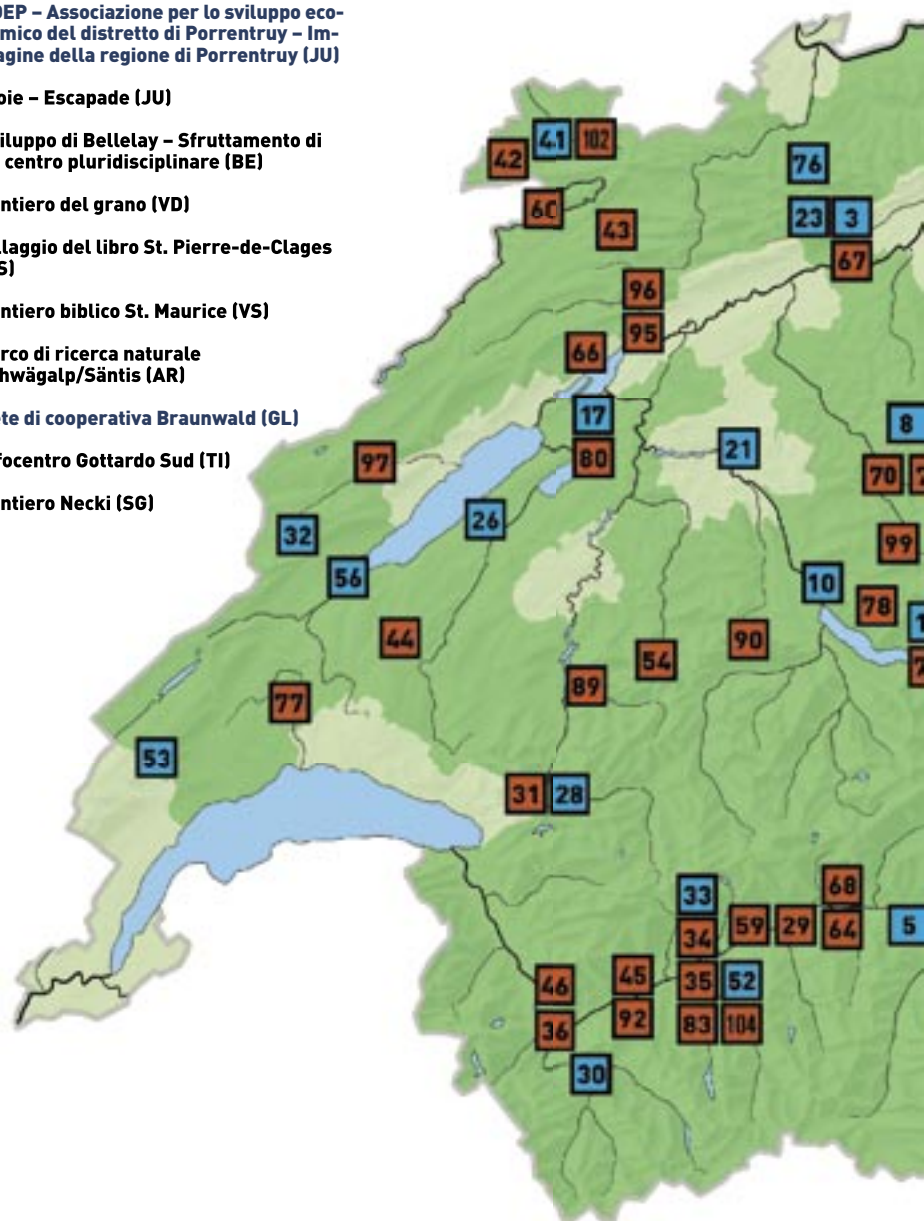 DEP – Associazione per lo sviluppo eco-
mico del distretto di Porrentruy – Im-
agine della regione di Porrentruy (JU)
oie – Escapade (JU)
iluppo di Bellelay – Sfruttamento di
centro pluridisciplinare (BE)
ntiero del grano (VD)
llaggio del libro St. Pierre-de-Clages
S)
ntiero biblico St. Maurice (VS)
rco di ricerca naturale
hwägalp/Säntis (AR)
te di cooperativa Braunwald (GL)
focentro Gottardo Sud (TI)
ntiero Necki (SG)
42 41 102
76
60
43
23 3
67
96
95
66
17
80
8
21
97
70 7
26
32
99
56
10
78
44
90
1
54
7
89
77
53
31 28
68
33
59 29 64 5
34
45
35 52
46
92
83 104
36
30